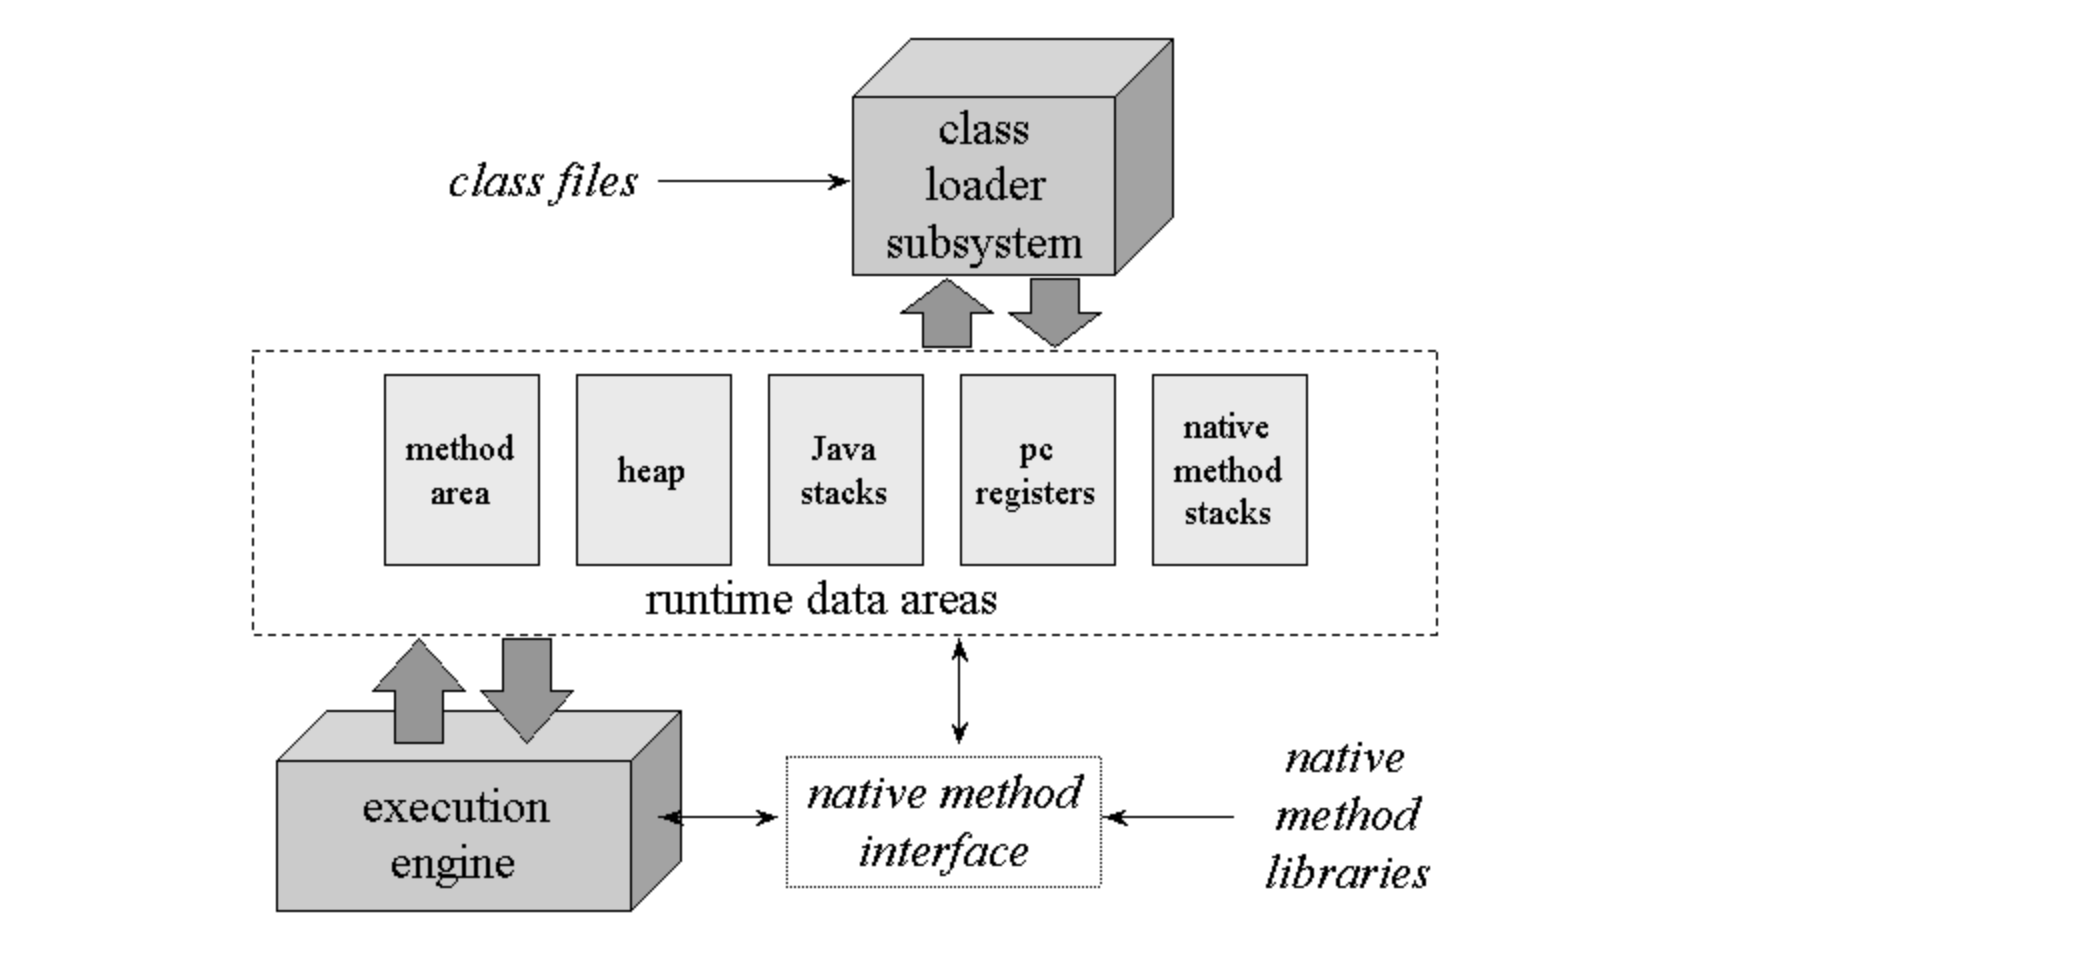 class
loader
subsystem
class files
method
area
heap
Java
stacks
pc
registers
native
method
stacks
runtime data areas
execution
engine
native method
interface
native
method
libraries